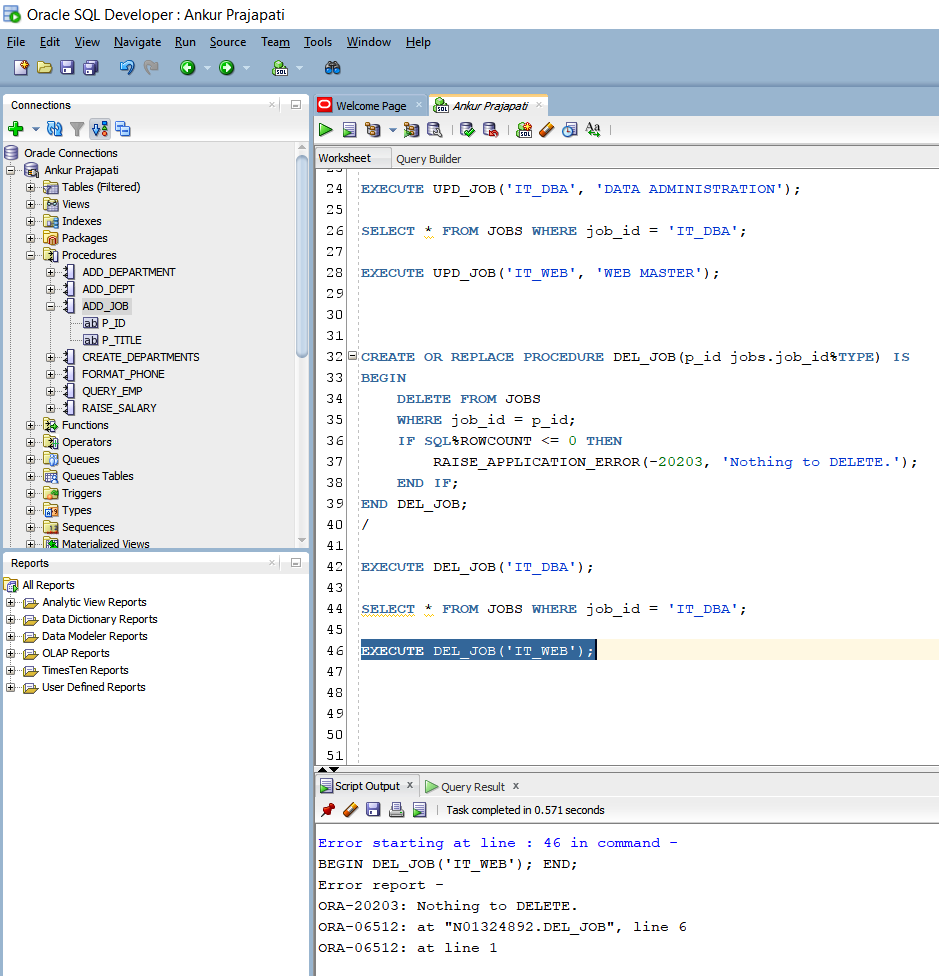 Oracle SQL Developer : Ankur Prajapati
File Edit View Navigate Run Source Team Tools Window Help
Connections
Oracle Connections
Ankur Prajapati
Tables (Filtered)
Views
Indexes
Packages
Procedures
ADD_DEPARTMENT
ADD_DEPT
ADD_JOB
P_ID
P_TITLE
CREATE_DEPARTMENTS
FORMAT_PHONE
QUERY_EMP
RAISE_SALARY
Functions
Operators
Queues
Queues Tables
Triggers
Types
Sequences
Materialized Views
Reports
All Reports
Analytic View Reports
Data Dictionary Reports
Data Modeler Reports
OLAP Reports
TimesTen Reports
User Defined Reports
Welcome Page Ankur Prajapati
Worksheet Query Builder
24 EXECUTE UPD_JOB('IT_DBA', 'DATA ADMINISTRATION');
25
26 SELECT * FROM JOBS WHERE job_id = 'IT_DBA';
27
28 EXECUTE UPD_JOB('IT_WEB', 'WEB MASTER');
29
30
31
32 CREATE OR REPLACE PROCEDURE DEL_JOB(p_id jobs.job_id%TYPE) IS
33 BEGIN
34 DELETE FROM JOBS
35 WHERE job_id = p_id;
36 IF SQL%ROWCOUNT <= 0 THEN
37 RAISE_APPLICATION_ERROR(-20203, 'Nothing to DELETE.');
38 END IF;
39 END DEL_JOB;
40 /
41
42 EXECUTE DEL_JOB('IT_DBA');
43
44 SELECT * FROM JOBS WHERE job_id = 'IT_DBA';
45
46 EXECUTE DEL_JOB('IT_WEB');
47
48
49
50
51
Script Output Query Result
Task completed in 0.571 seconds
Error starting at line : 46 in command -
BEGIN DEL_JOB('IT_WEB'); END;
Error report -
ORA-20203: Nothing to DELETE.
ORA-06512: at "N01324892.DEL_JOB", line 6
ORA-06512: at line 1